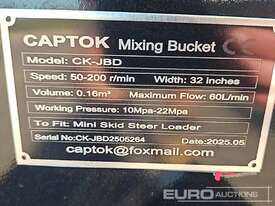 CAPTOK Mixing Bucket CE
Model: CK-JBD
Speed: 50-200 r/min Width: 32 inches
Volume: 0.16m³ Maximum Flow: 60L/min
Working Pressure: 10Mpa-22Mpa
To Fit: Mini Skid Steer Loader
Serial No:CK-JBD2505264 Date:2025.05
captok@foxmail.com
EURO AUCTIONS